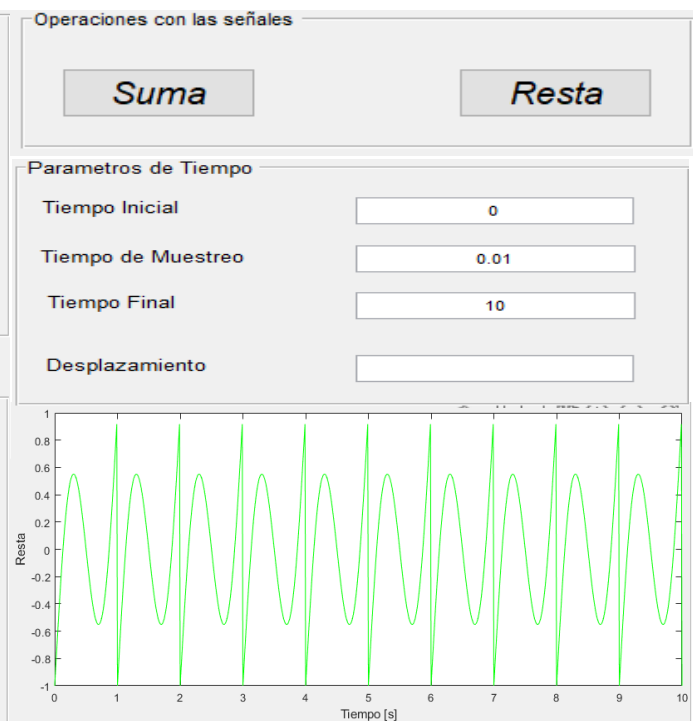 Operaciones con las señales
Suma
Resta
Parametros de Tiempo
Tiempo Inicial
0
Tiempo de Muestreo
0.01
Tiempo Final
10
Desplazamiento
1
0.8
0.6
0.4
0.2
0
-0.2
-0.4
-0.6
-0.8
-1
Resta
0 1 2 3 4 5 6 7 8 9 10
Tiempo [s]